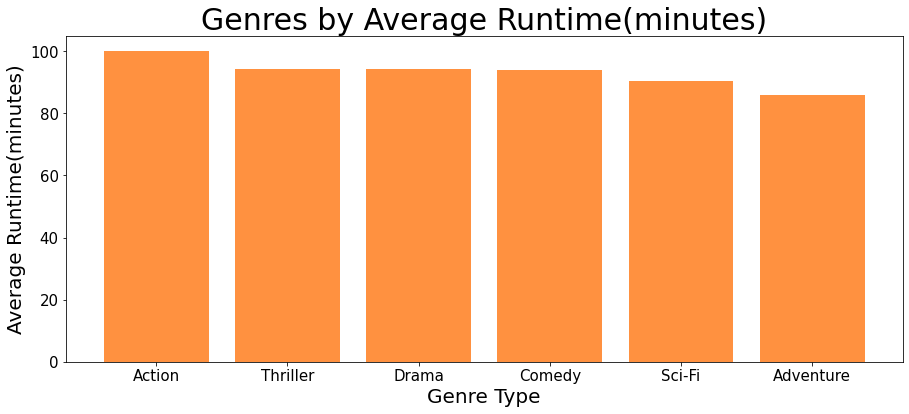 Genres by Average Runtime(minutes)
Average Runtime(minutes)
100
80
60
40
20
0
Action Thriller Drama Comedy Sci-Fi Adventure
Genre Type